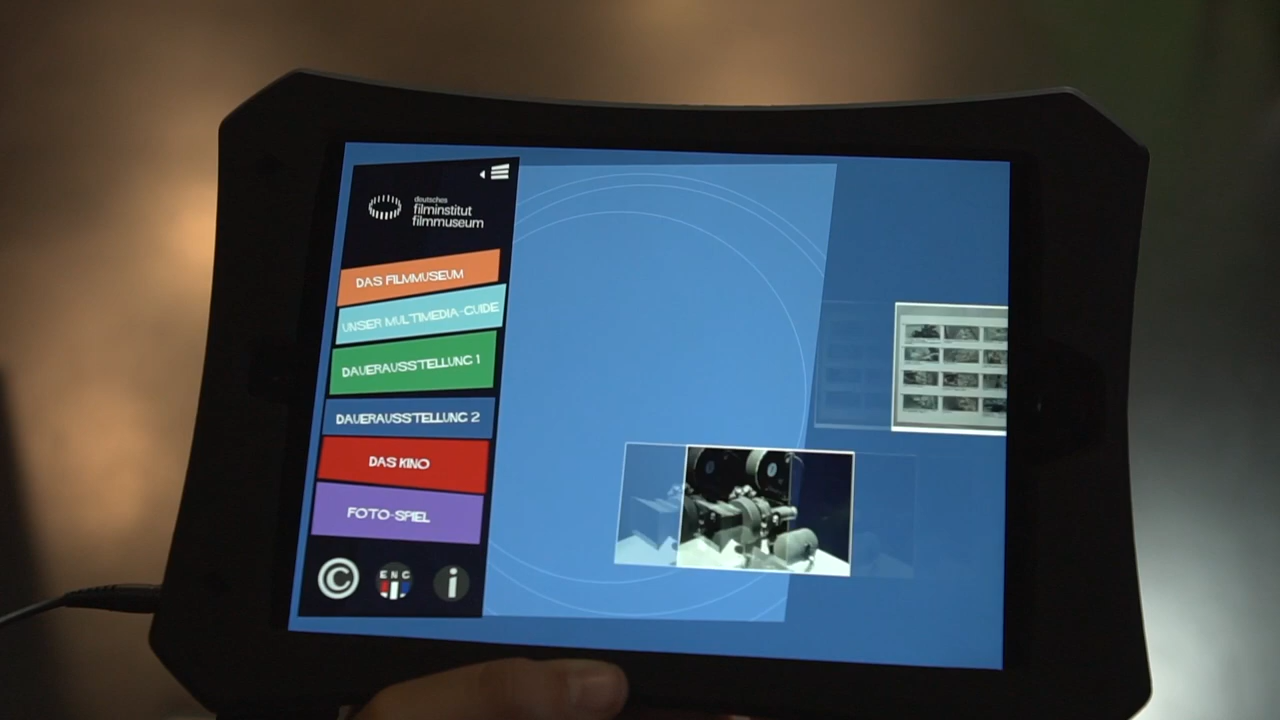 deutsches
filminstitut
filmmuseum
DAS FILMMUSEUM
UNSER MULTIMEDIA-GUIDE
DAUERAUSSTELLUNG 1
DAUERAUSSTELLUNG 2
DAS KINO
FOTO-SPIEL
© ENG i